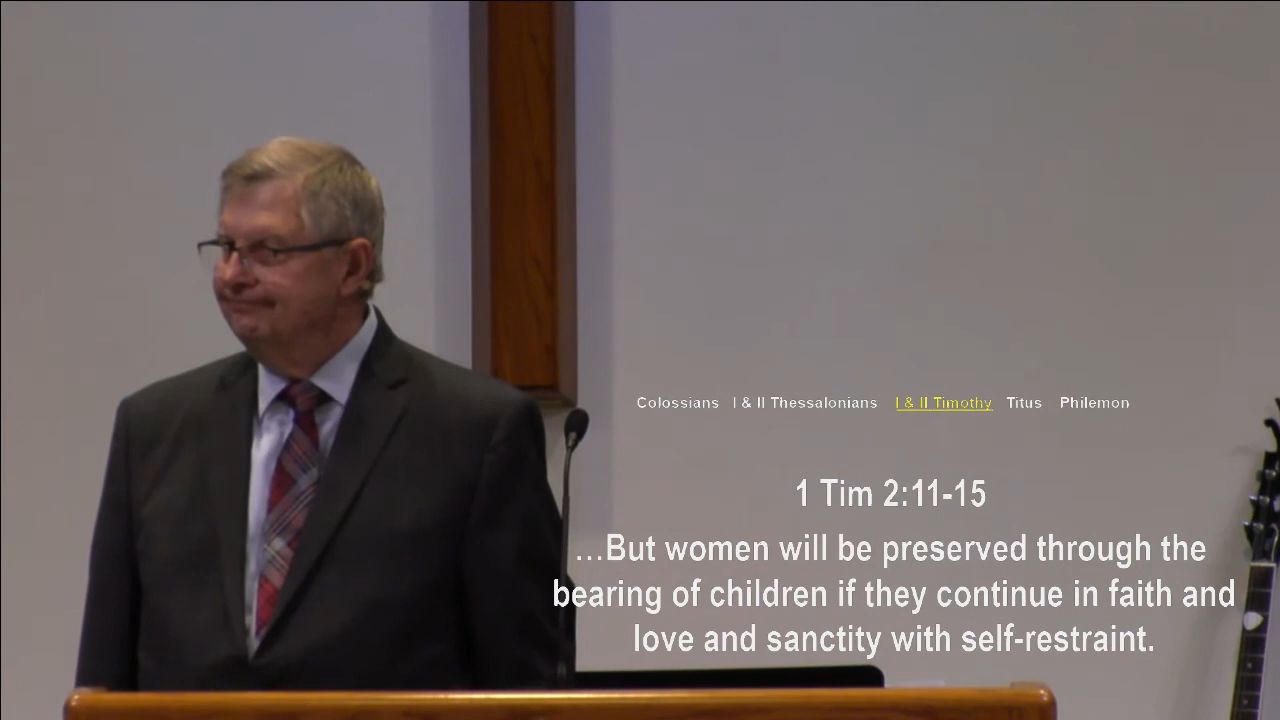 Colossians I & II Thessalonians I & II Timothy Titus Philemon
1 Tim 2:11-15
…But women will be preserved through the
bearing of children if they continue in faith and
love and sanctity with self-restraint.